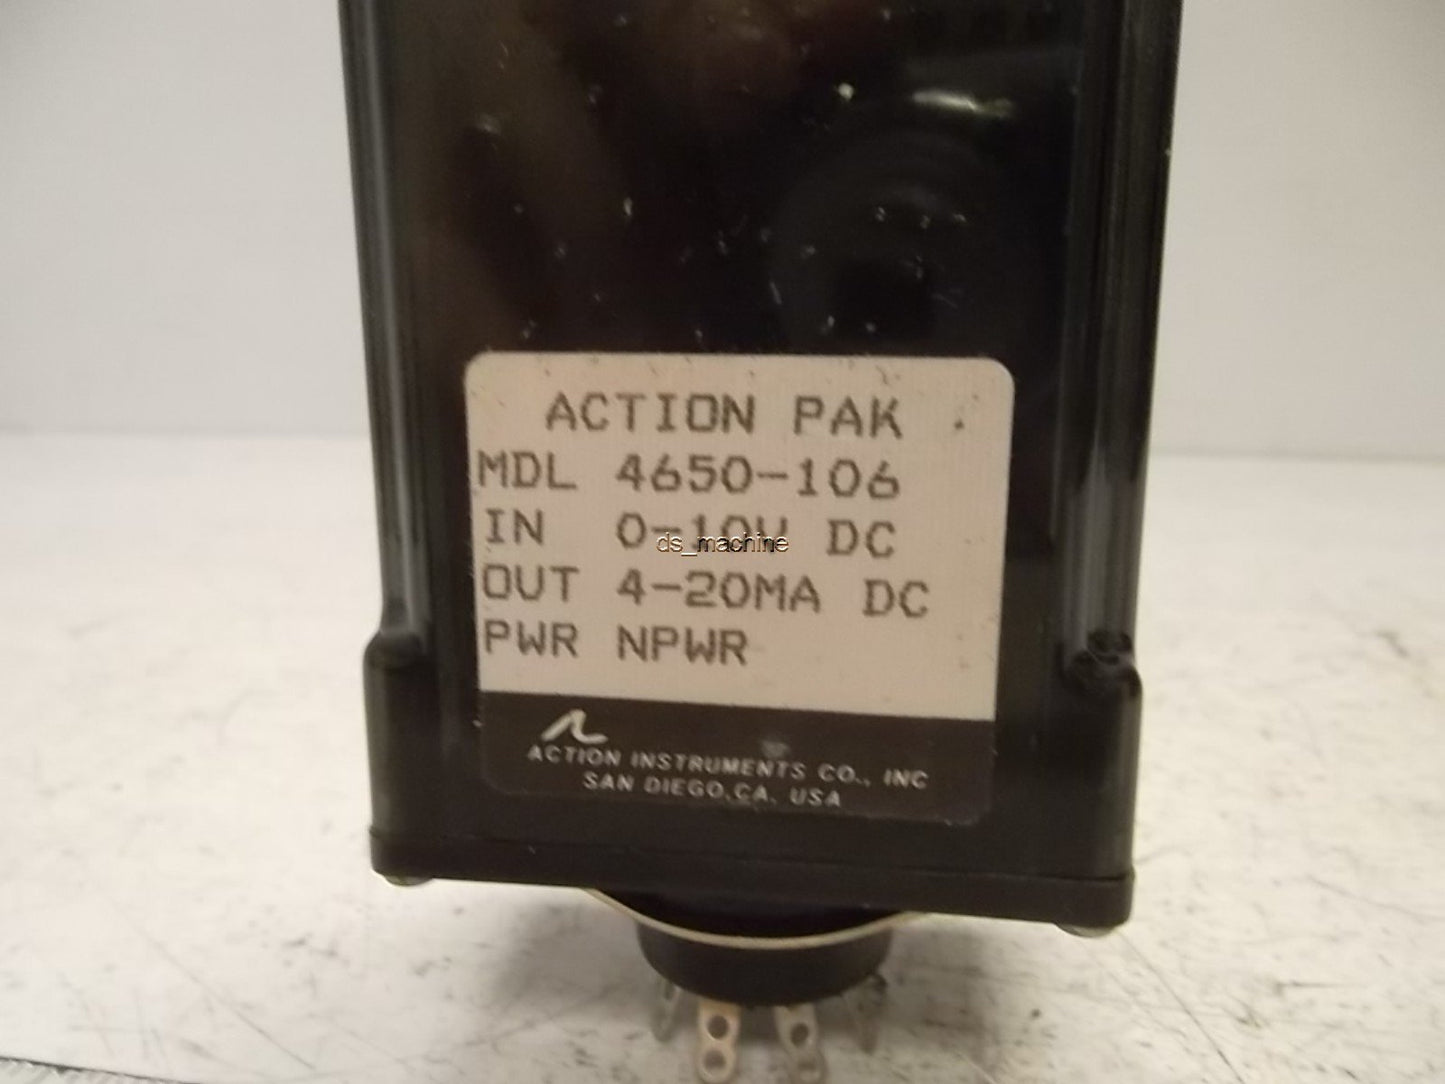 ACTION PAK
MDL 4650-106
IN 0-10V DC
ds_machine
OUT 4-20MA DC
PWR NPWR
ACTION INSTRUMENTS CO., INC
SAN DIEGO,CA. USA